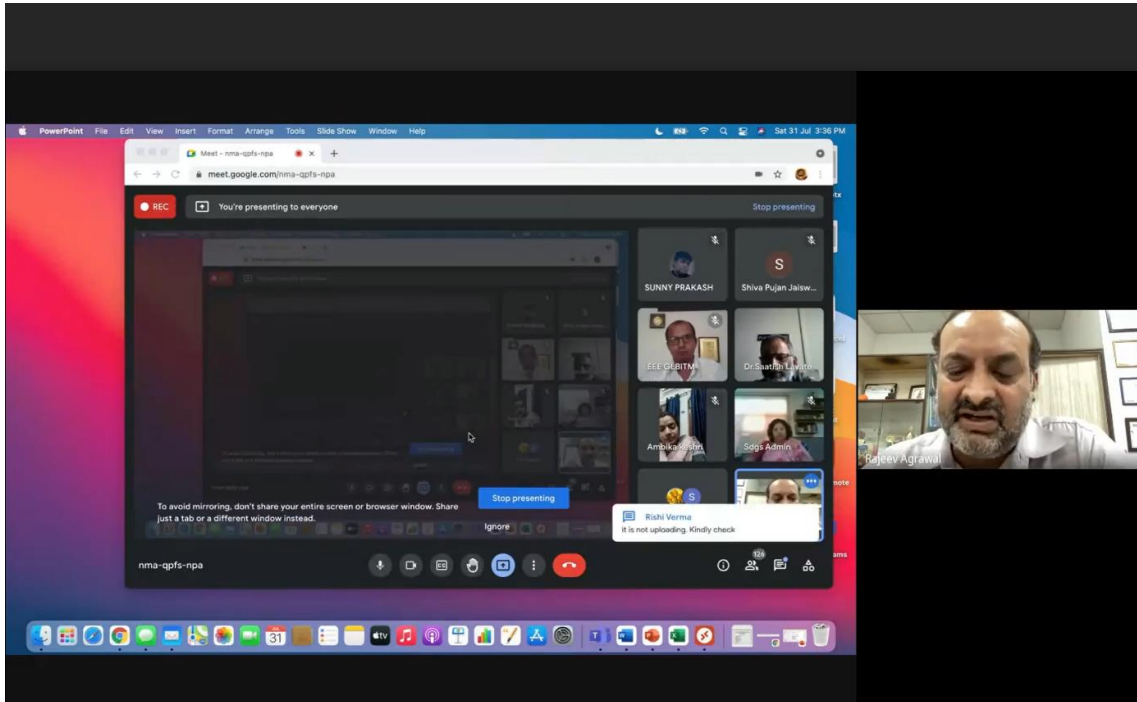 PowerPoint File Edit View Insert Format Arrange Tools Slide Show Window Help Sat 31 Jul 3:36 PM
Meet - nma-qpfs-npa
meet.google.com/nma-qpfs-npa
REC You're presenting to everyone Stop presenting
S
SUNNY PRAKASH Shiva Pujan Jaisw...
EEE GLBITM Dr.Saatish Lavate
Ambika Keshri Sdgs Admin
S
To avoid mirroring, don't share your entire screen or browser window. Share
just a tab or a different window instead.
Stop presenting
Ignore
Rishi Verma
it is not uploading. Kindly check
nma-qpfs-npa
126
31
tv
Rajeev Agrawal